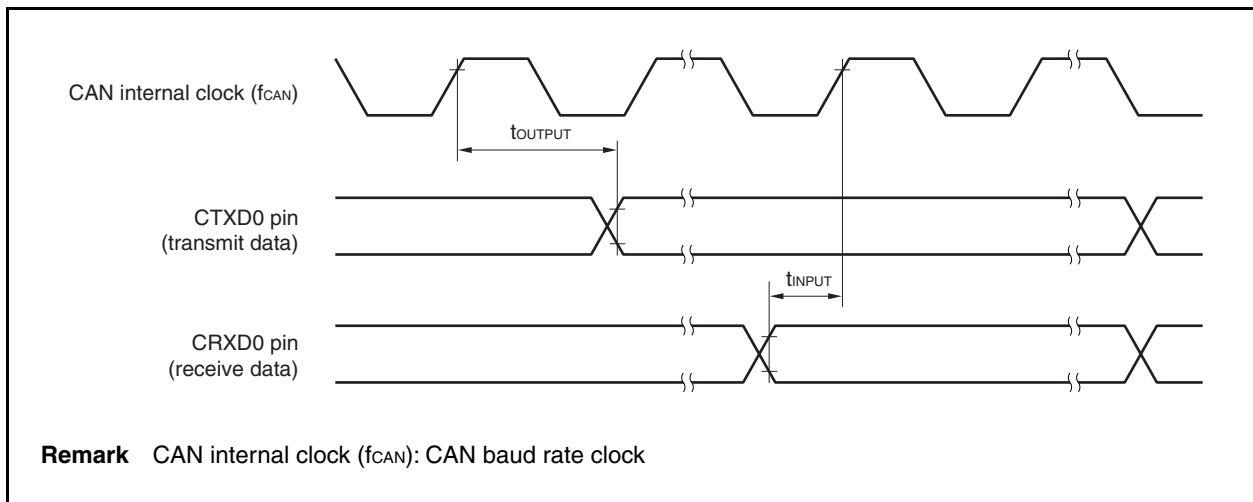 CAN internal clock (fCAN)
tOUTPUT
CTXD0 pin
(transmit data)
tINPUT
CRXD0 pin
(receive data)
Remark CAN internal clock (fCAN): CAN baud rate clock